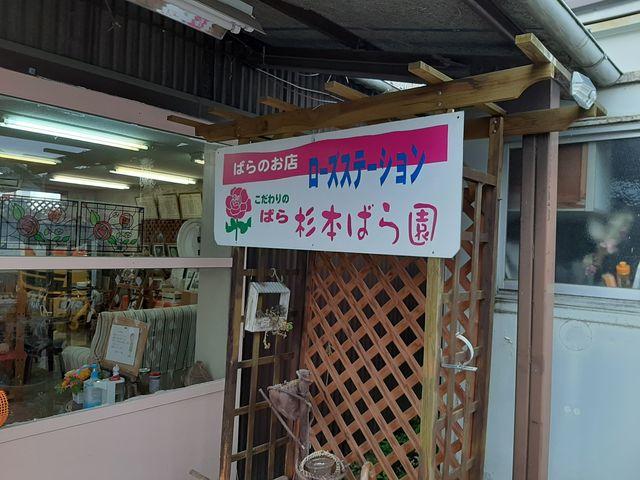 ばらのお店 ローズステーション
こだわりの
ばら 杉本ばら園